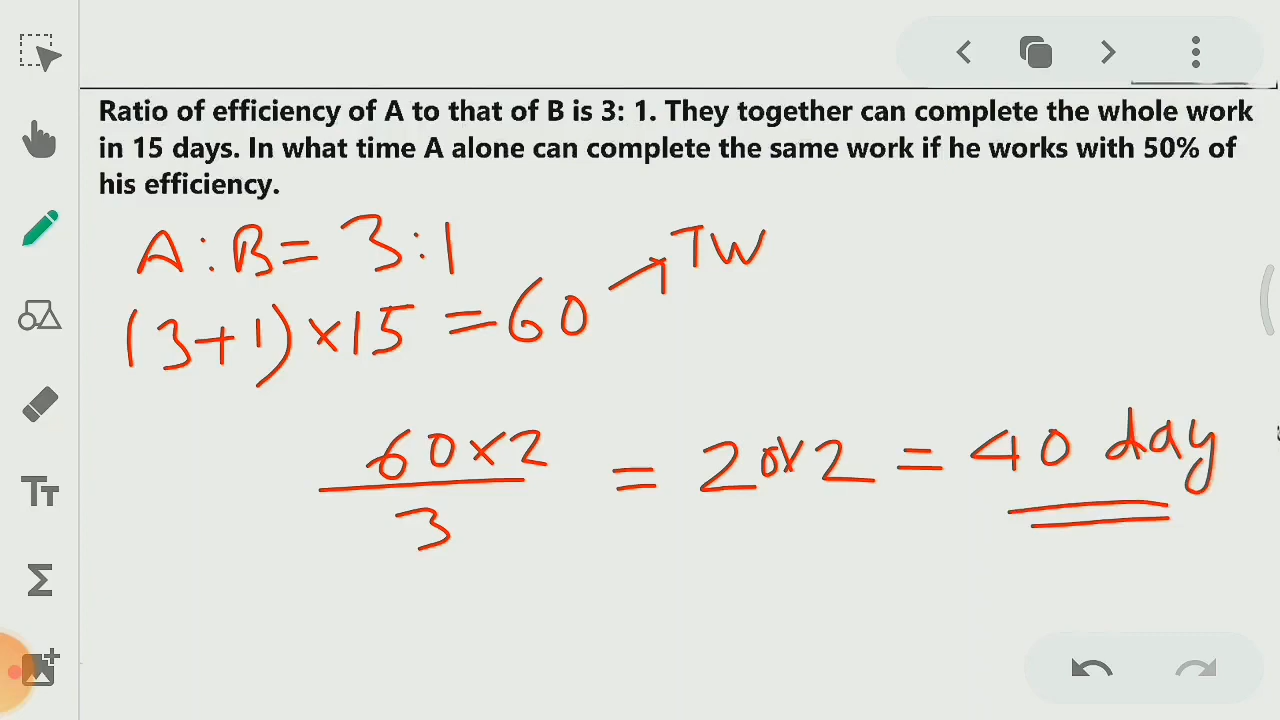 Ratio of efficiency of A to that of B is 3: 1. They together can complete the whole work
in 15 days. In what time A alone can complete the same work if he works with 50% of
his efficiency.
A : B = 3 : 1
(3+1) × 15 = 60 → TW
60 × 2
3
= 20 × 2 = 40 day
Tт
Σ